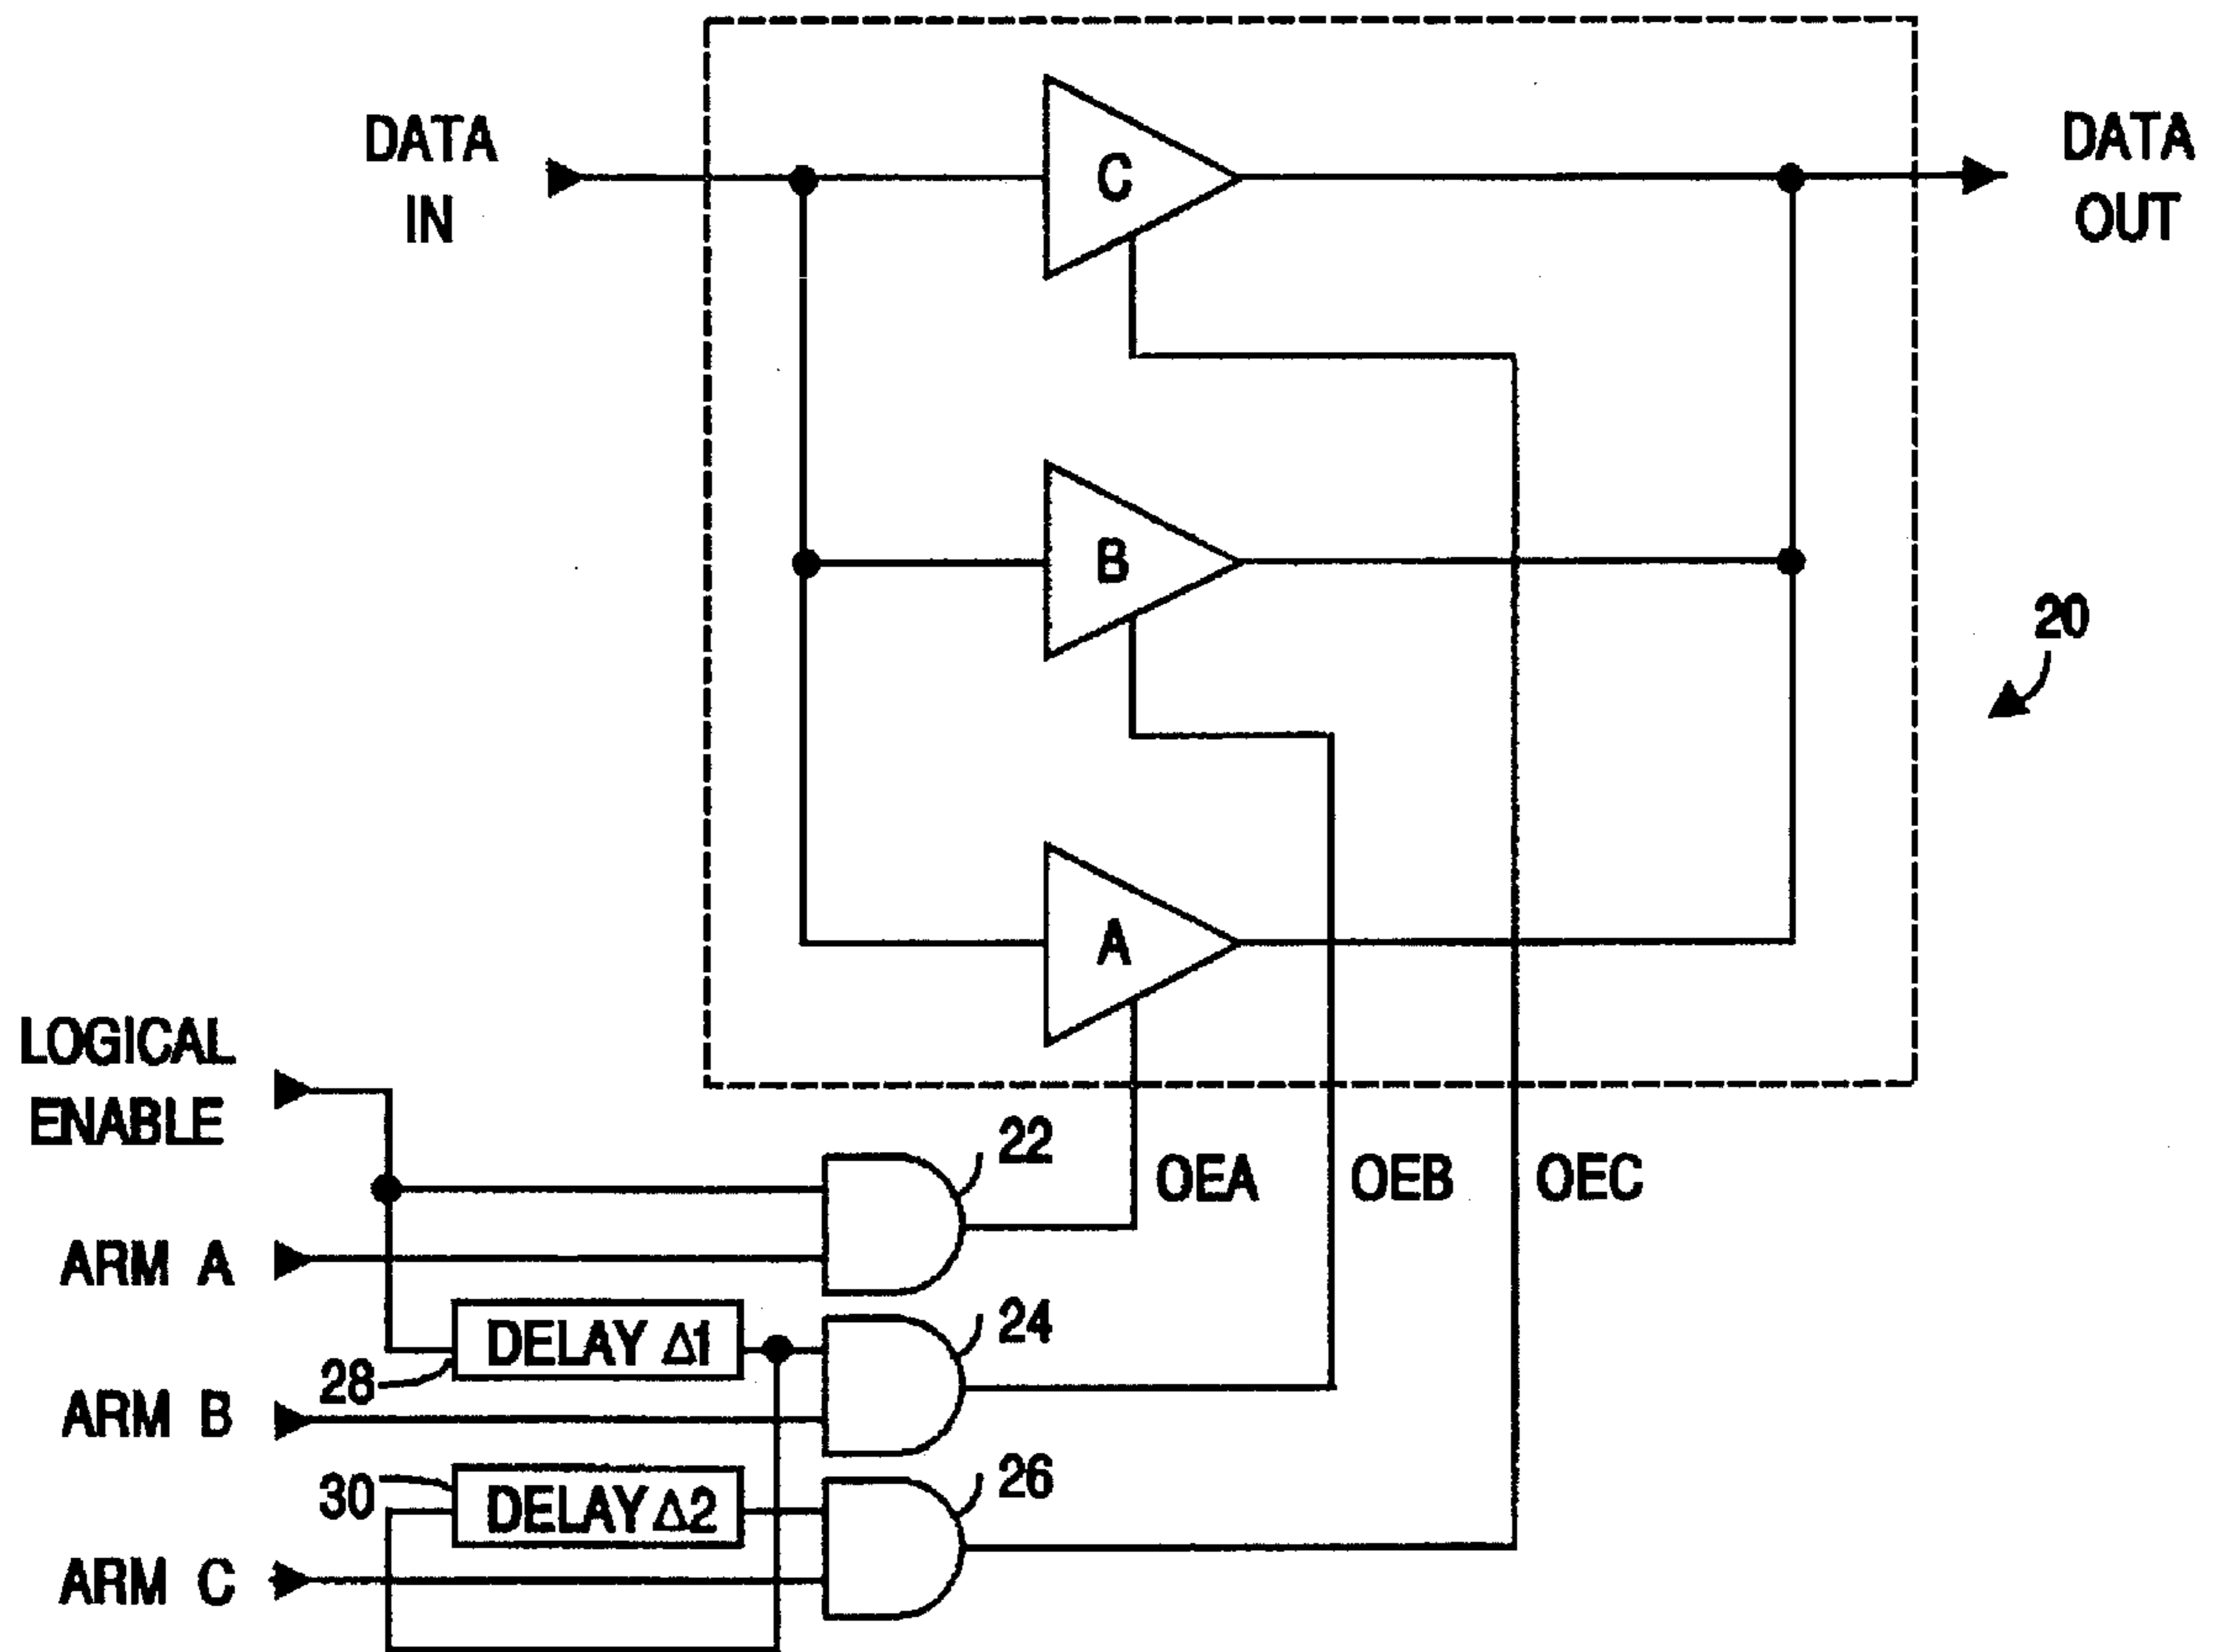 DATA
IN
C
DATA
OUT
B
20
A
LOGICAL
ENABLE
22
OEA
OEB
OEC
ARM A
24
DELAY Δ1
28
ARM B
26
30
DELAY Δ2
ARM C